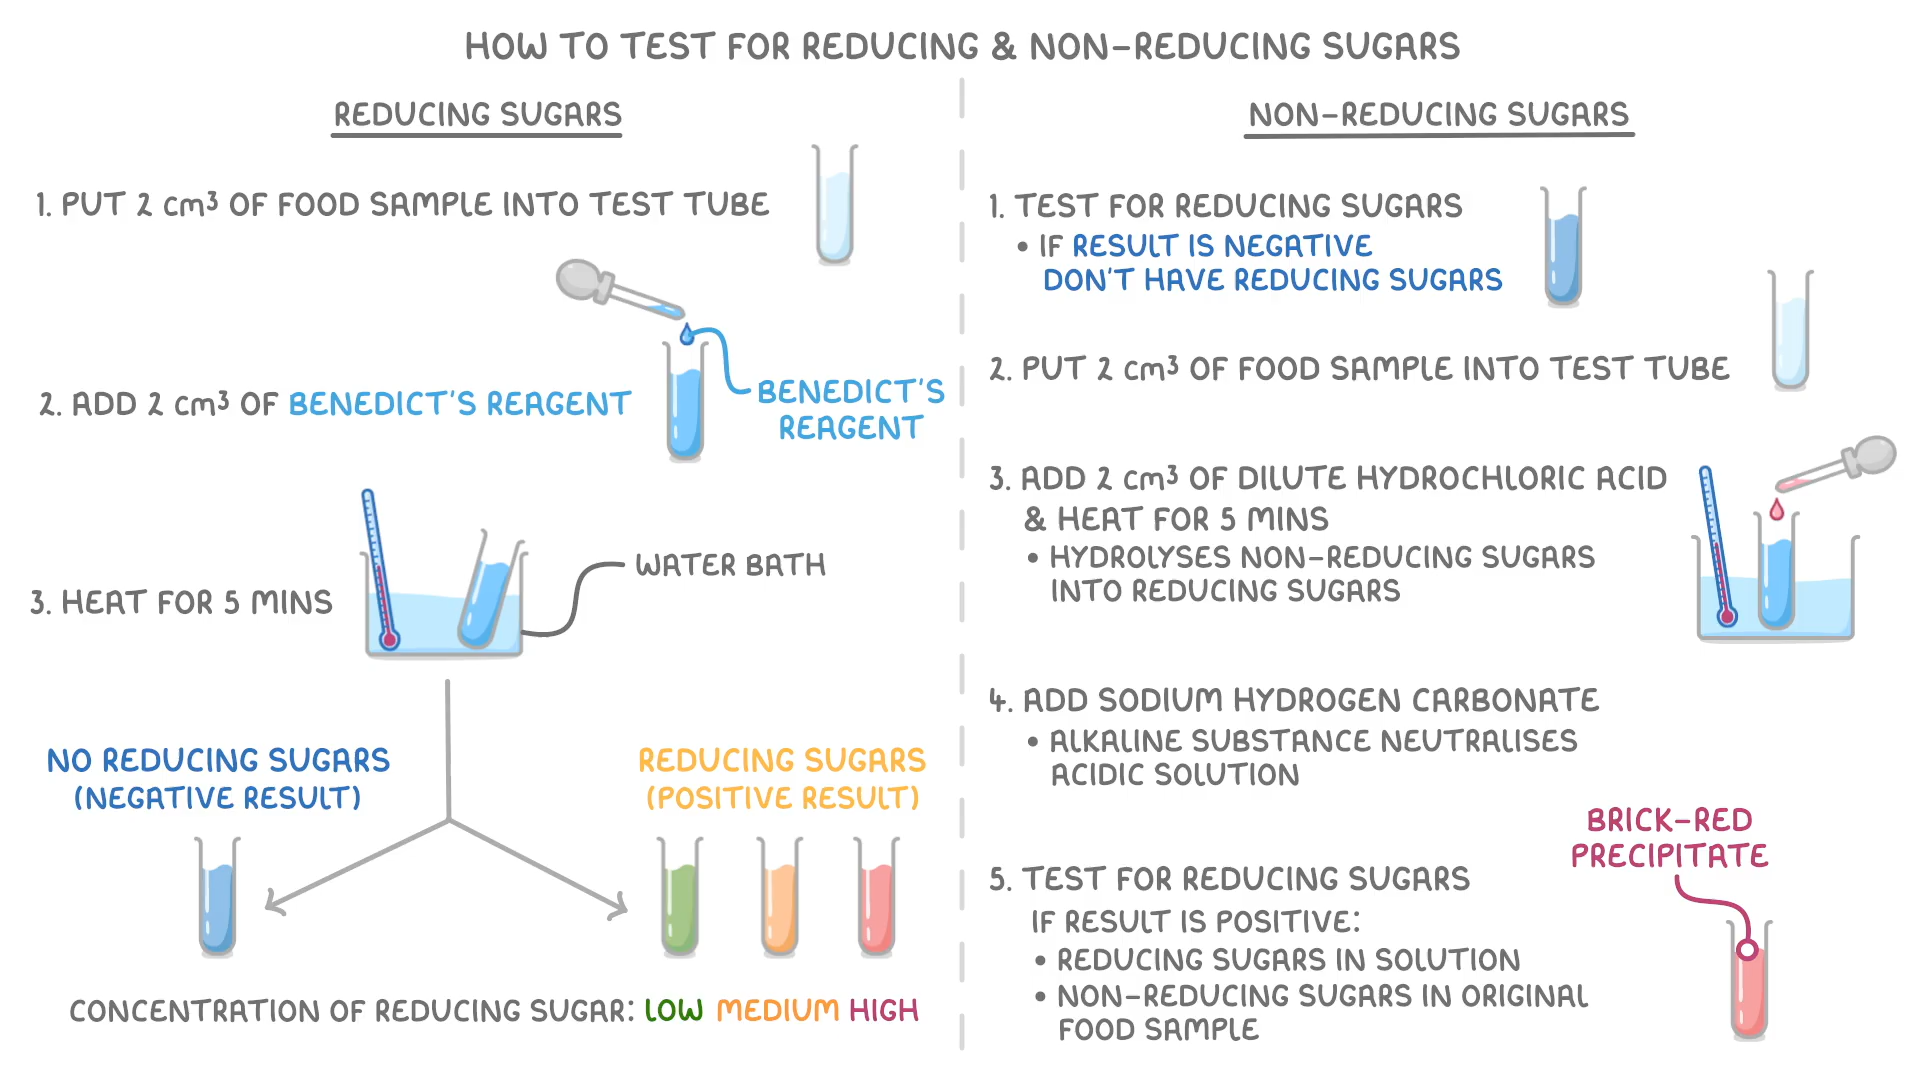 HOW TO TEST FOR REDUCING & NON-REDUCING SUGARS
REDUCING SUGARS
1. PUT 2 cm³ OF FOOD SAMPLE INTO TEST TUBE
2. ADD 2 cm³ OF BENEDICT'S REAGENT
BENEDICT'S
REAGENT
3. HEAT FOR 5 MINS
WATER BATH
NO REDUCING SUGARS
(NEGATIVE RESULT)
REDUCING SUGARS
(POSITIVE RESULT)
CONCENTRATION OF REDUCING SUGAR: LOW MEDIUM HIGH
NON-REDUCING SUGARS
1. TEST FOR REDUCING SUGARS
• IF RESULT IS NEGATIVE
DON'T HAVE REDUCING SUGARS
2. PUT 2 cm³ OF FOOD SAMPLE INTO TEST TUBE
3. ADD 2 cm³ OF DILUTE HYDROCHLORIC ACID
& HEAT FOR 5 MINS
• HYDROLYSES NON-REDUCING SUGARS
INTO REDUCING SUGARS
4. ADD SODIUM HYDROGEN CARBONATE
• ALKALINE SUBSTANCE NEUTRALISES
ACIDIC SOLUTION
BRICK-RED
PRECIPITATE
5. TEST FOR REDUCING SUGARS
IF RESULT IS POSITIVE:
• REDUCING SUGARS IN SOLUTION
• NON-REDUCING SUGARS IN ORIGINAL
FOOD SAMPLE